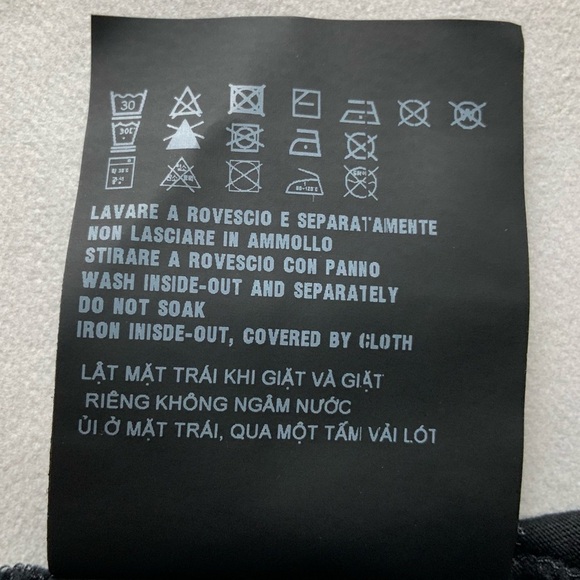 30
30C
LAVARE A ROVESCIO E SEPARATAMENTE
NON LASCIARE IN AMMOLLO
STIRARE A ROVESCIO CON PANNO
WASH INSIDE-OUT AND SEPARATELY
DO NOT SOAK
IRON INISDE-OUT, COVERED BY CLOTH
LẬT MẶT TRÁI KHI GIẶT VÀ GIẶT
RIÊNG KHÔNG NGÂM NƯỚC
ỦI Ở MẶT TRÁI, QUA MỘT TẤM VẢI LÓT